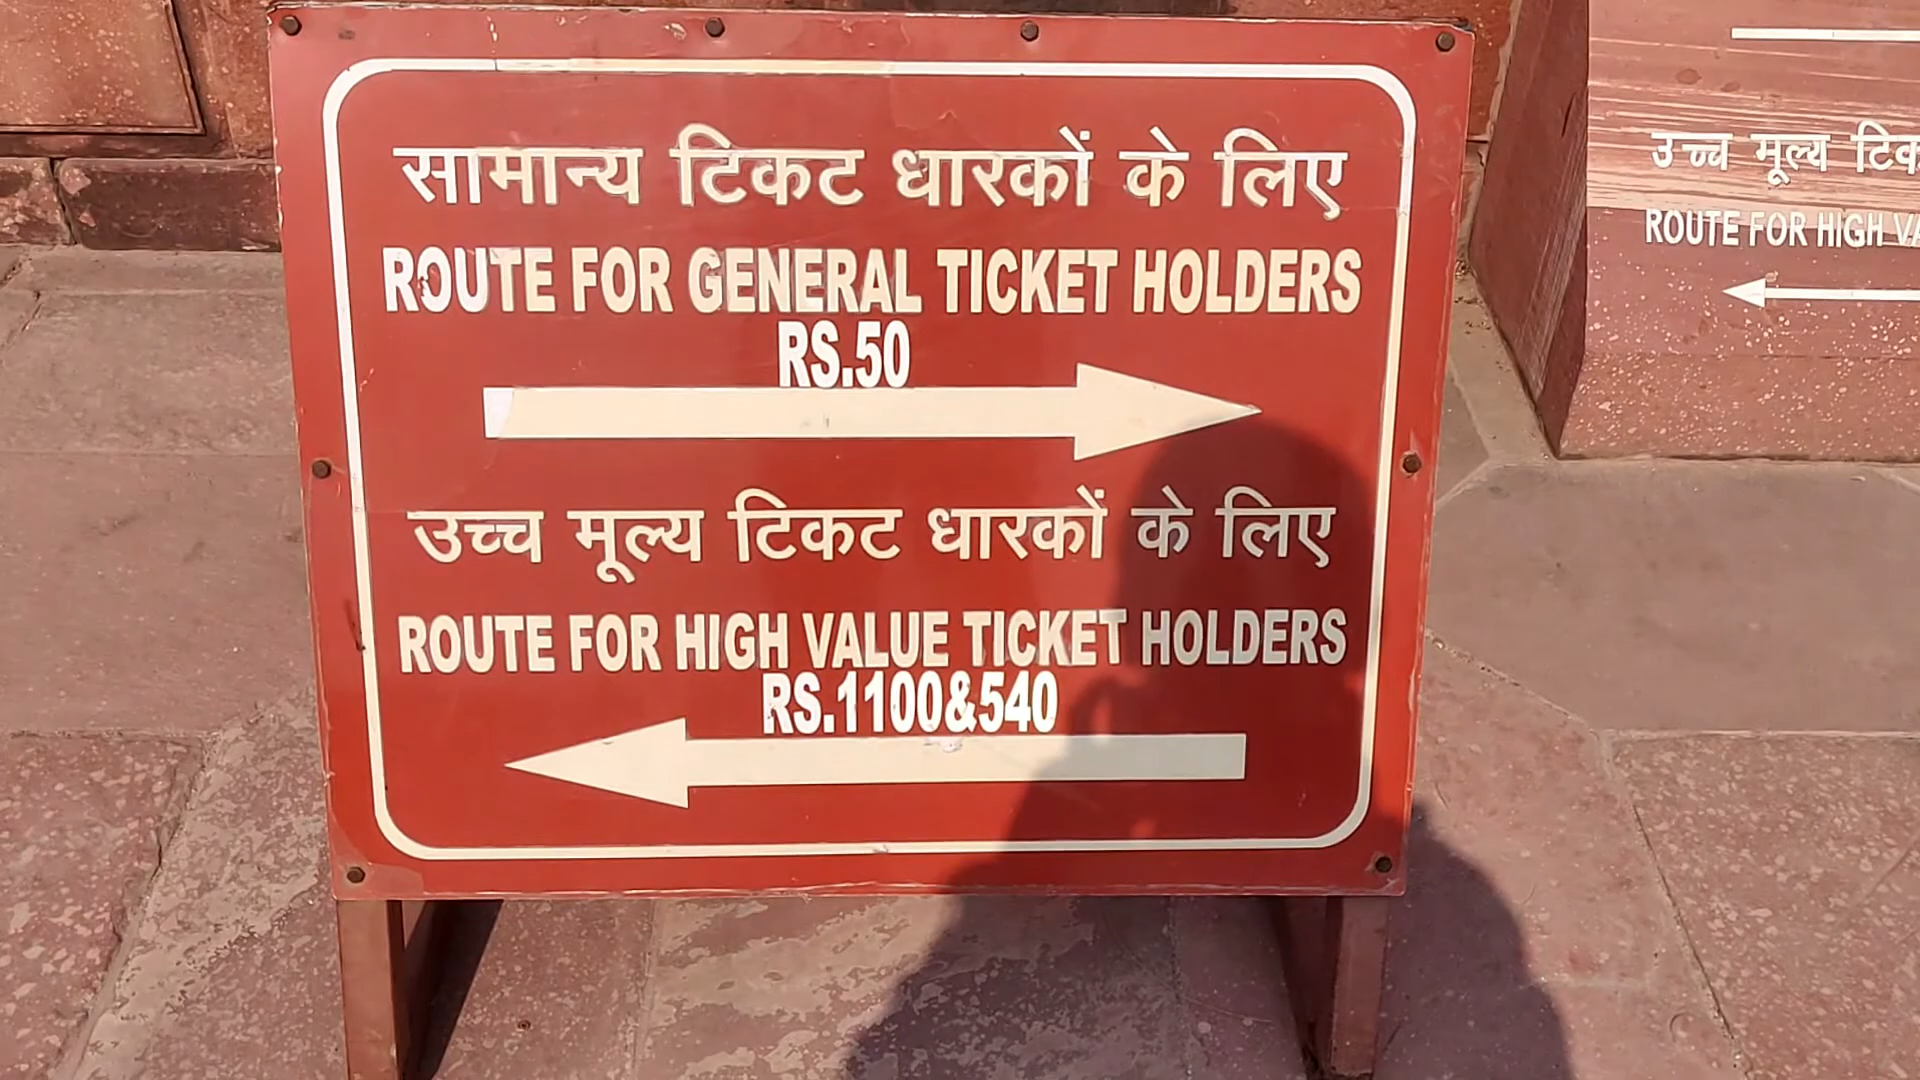 सामान्य टिकट धारकों के लिए
ROUTE FOR GENERAL TICKET HOLDERS
RS.50
उच्च मूल्य टिकट धारकों के लिए
ROUTE FOR HIGH VALUE TICKET HOLDERS
RS.1100&540
उच्च मूल्य
ROUTE FOR HIGH